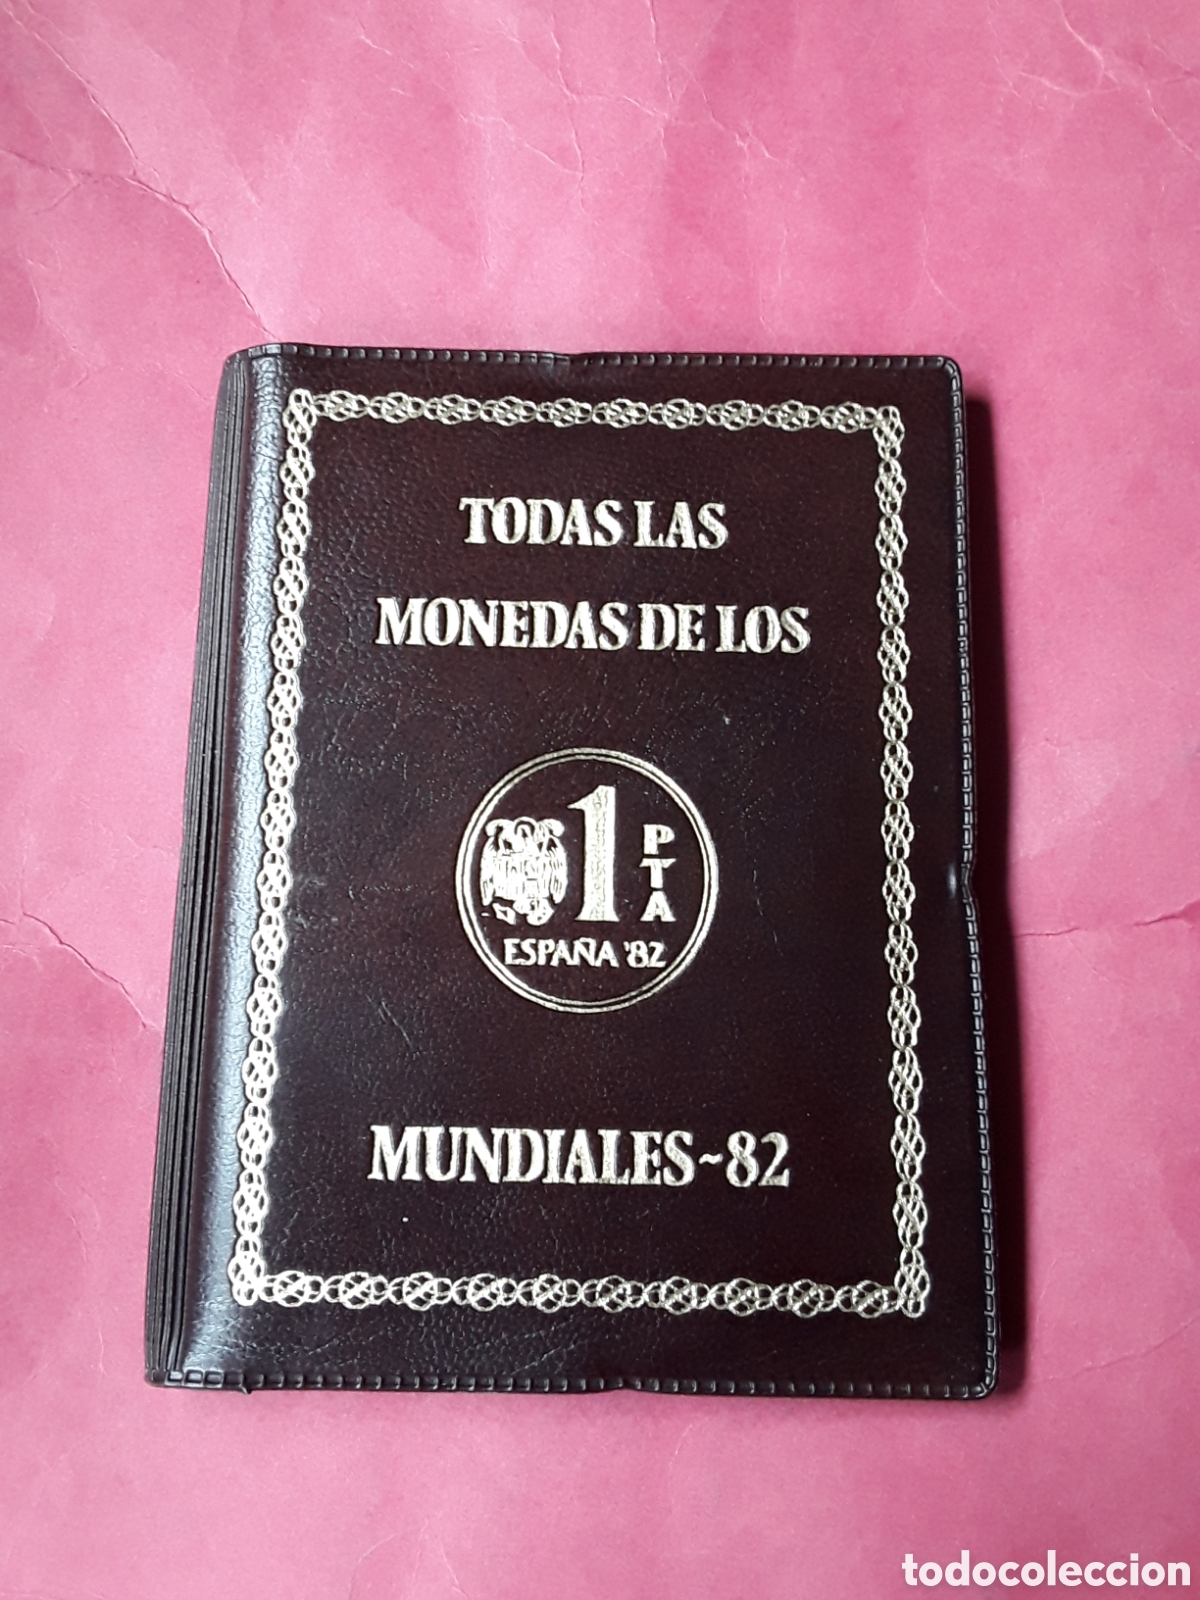 TODAS LAS
MONEDAS DE LOS
1 PTA
ESPAÑA '82
MUNDIALES~82
todocoleccion